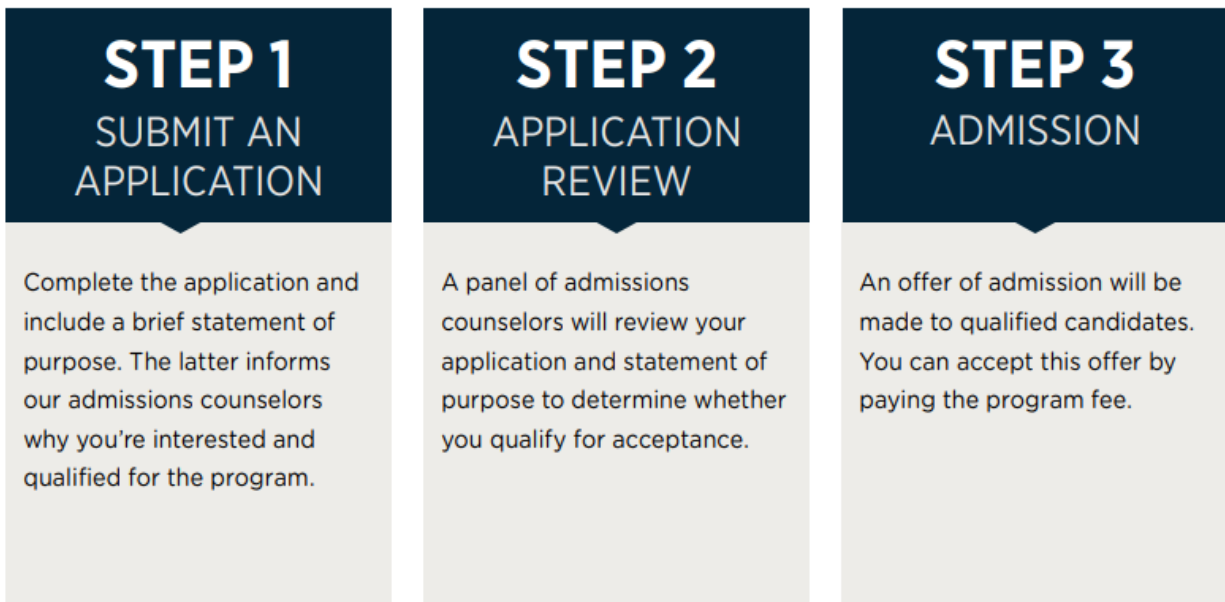 STEP 1
SUBMIT AN
APPLICATION
Complete the application and
include a brief statement of
purpose. The latter informs
our admissions counselors
why you’re interested and
qualified for the program.
STEP 2
APPLICATION
REVIEW
A panel of admissions
counselors will review your
application and statement of
purpose to determine whether
you qualify for acceptance.
STEP 3
ADMISSION
An offer of admission will be
made to qualified candidates.
You can accept this offer by
paying the program fee.